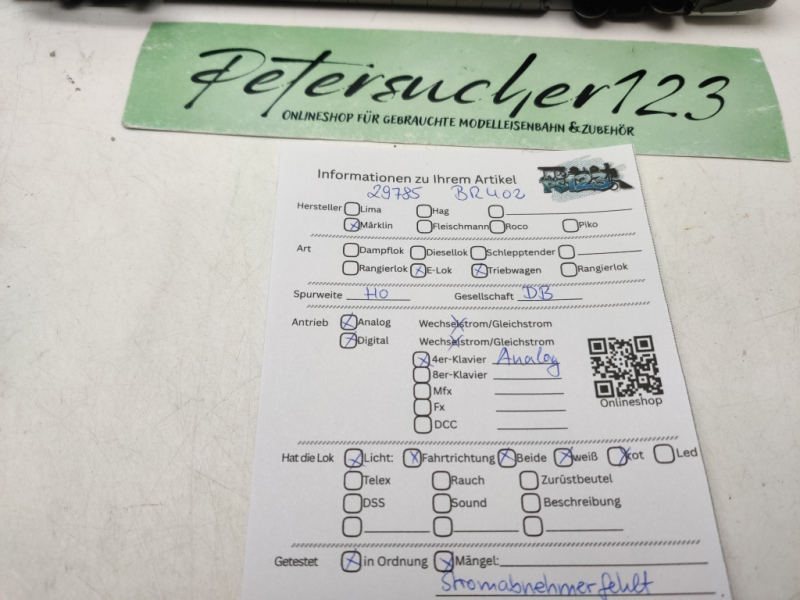 Petersucher123
ONLINESHOP FÜR GEBRAUCHTE MODELLEISENBAHN & ZUBEHÖR
Informationen zu Ihrem Artikel
29785 BR402
PS123
Hersteller Lima Hag
Märklin Fleischmann Roco Piko
Art Dampflok Diesellok Schlepptender
Rangierlok E-Lok Triebwagen Rangierlok
Spurweite H0 Gesellschaft DB
Antrieb Analog Wechselstrom/Gleichstrom
Digital Wechselstrom/Gleichstrom
4er-Klavier Analog
8er-Klavier
Mfx
Fx
DCC
Onlineshop
Hat die Lok Licht: Fahrtrichtung Beide weiß Rot Led
Telex Rauch Zurüstbeutel
DSS Sound Beschreibung
Getestet in Ordnung Mängel:
Stromabnehmer fehlt